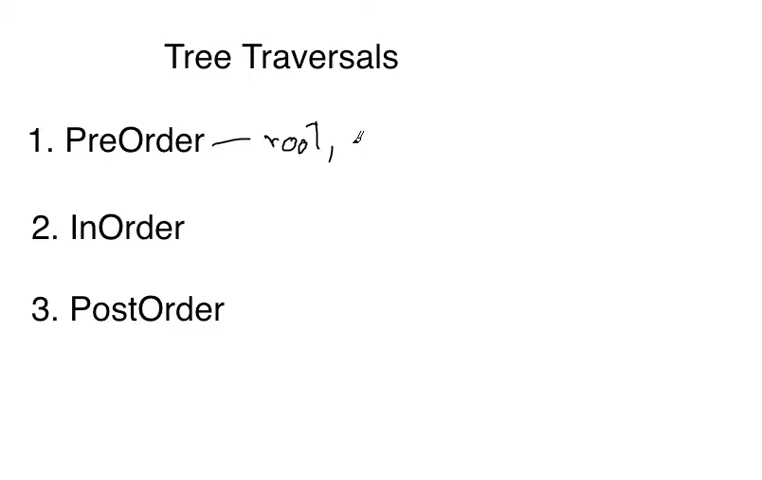 Tree Traversals
1. PreOrder — root,
2. InOrder
3. PostOrder